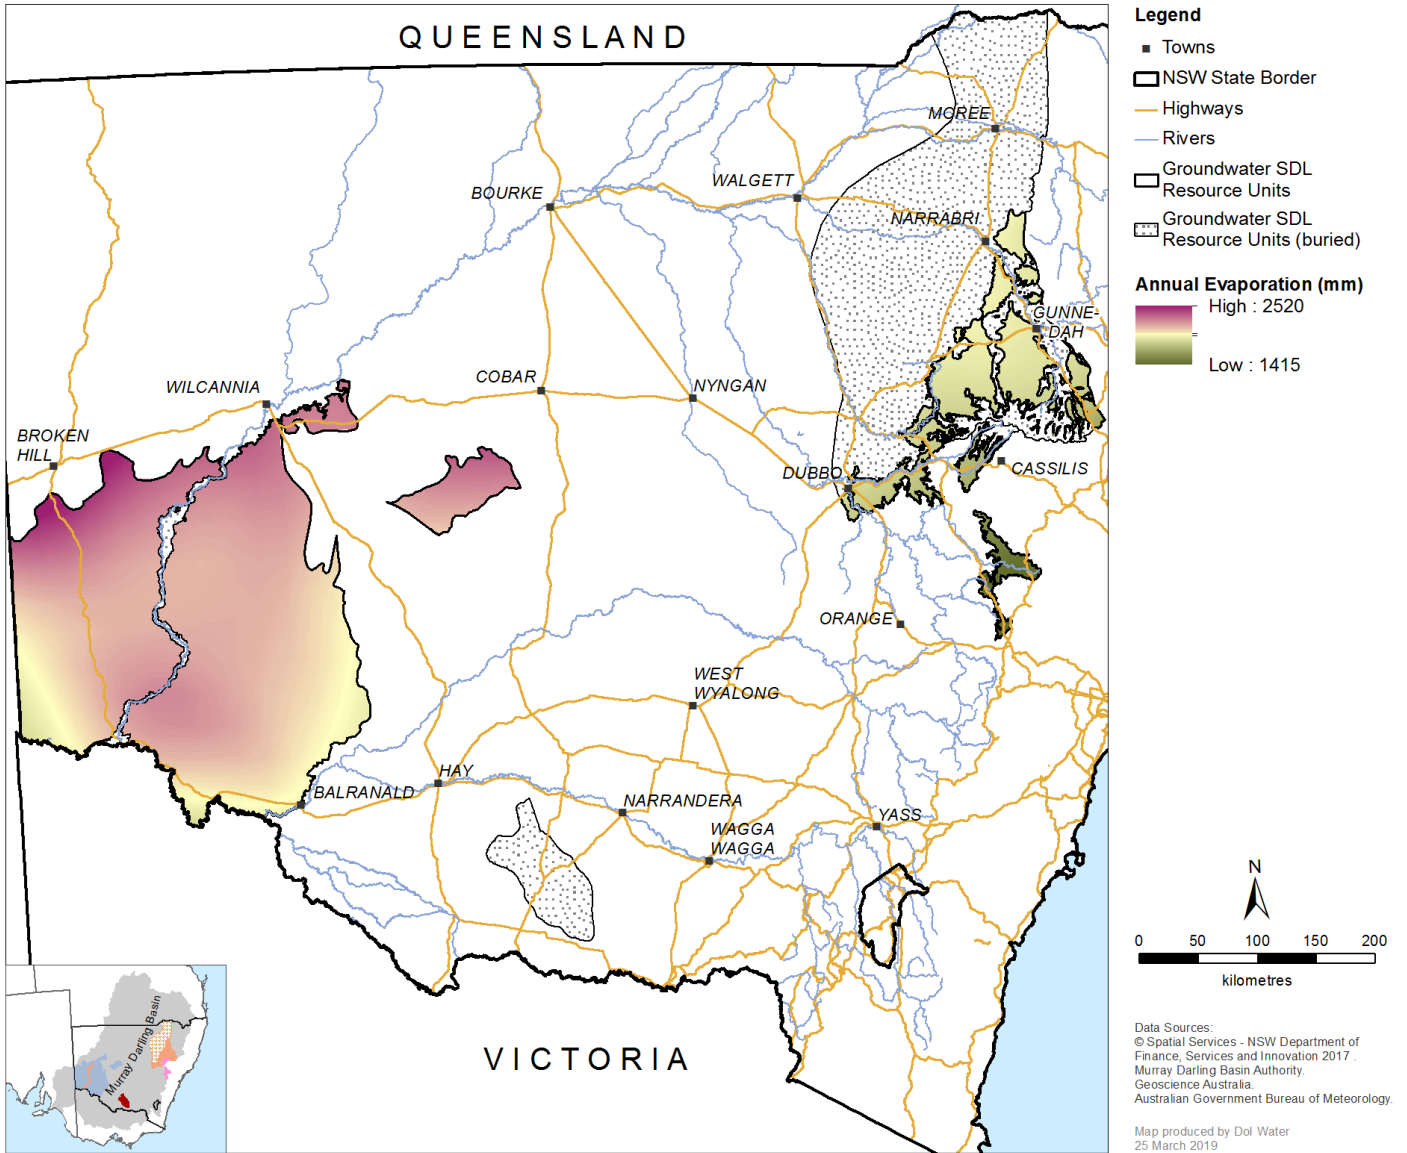 QUEENSLAND
MOREE
WALGETT
BOURKE
NARRABRI
GUNNE-
DAH
COBAR
NYNGAN
WILCANNIA
BROKEN
HILL
DUBBO
CASSILIS
ORANGE
WEST
WYALONG
HAY
BALRANALD
NARRANDERA
YASS
WAGGA
WAGGA
VICTORIA
Murray Darling Basin
Legend
Towns
NSW State Border
Highways
Rivers
Groundwater SDL
Resource Units
Groundwater SDL
Resource Units (buried)
Annual Evaporation (mm)
High : 2520
Low : 1415
N
0 50 100 150 200
kilometres
Data Sources:
© Spatial Services - NSW Department of
Finance, Services and Innovation 2017 .
Murray Darling Basin Authority.
Geoscience Australia.
Australian Government Bureau of Meteorology.
Map produced by DoI Water
25 March 2019